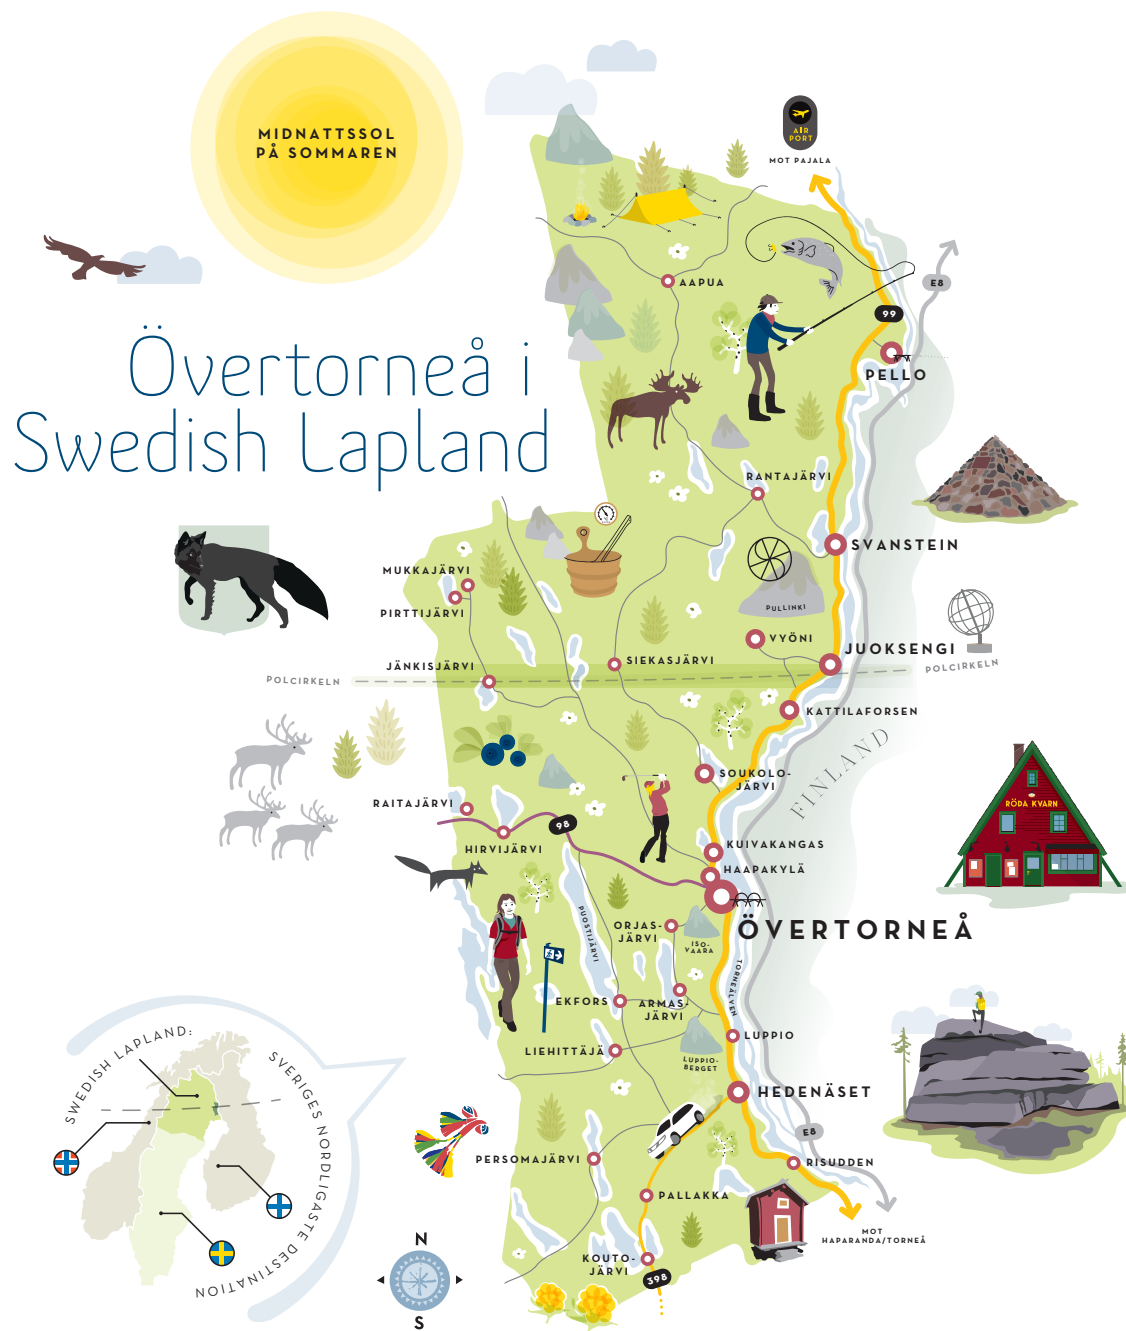 MIDNATTSSOL
PÅ SOMMAREN
AIR
PORT
MOT PAJALA
E8
99
AAPUA
PELLO
Övertorneå i
Swedish Lapland
RANTAJÄRVI
SVANSTEIN
MUKKAJÄRVI
PIRTTIJÄRVI
PULLINKI
VYÖNI
JUOKSENGI
JÄNKISJÄRVI
SIEKASJÄRVI
POLCIRKELN
POLCIRKELN
KATTILAFORSEN
FINLAND
SOUKOLO-
JÄRVI
RAITAJÄRVI
98
HIRVIJÄRVI
RÖDA KVARN
KUIVAKANGAS
HAAPAKYLÄ
ÖVERTORNEÅ
PUOSTIJÄRVI
ORJAS-
JÄRVI
ISO-
VAARA
TORNEÄLVEN
EKFORS
ARMAS-
JÄRVI
LUPPIO
LIEHITTÄJÄ
LUPPIO-
BERGET
HEDENÄSET
SWEDISH LAPLAND:
SVERIGES NORDLIGASTE DESTINATION
E8
PERSOMAJÄRVI
RISUDDEN
PALLAKKA
MOT
HAPARANDA/TORNEÅ
KOUTO-
JÄRVI
398
N
S